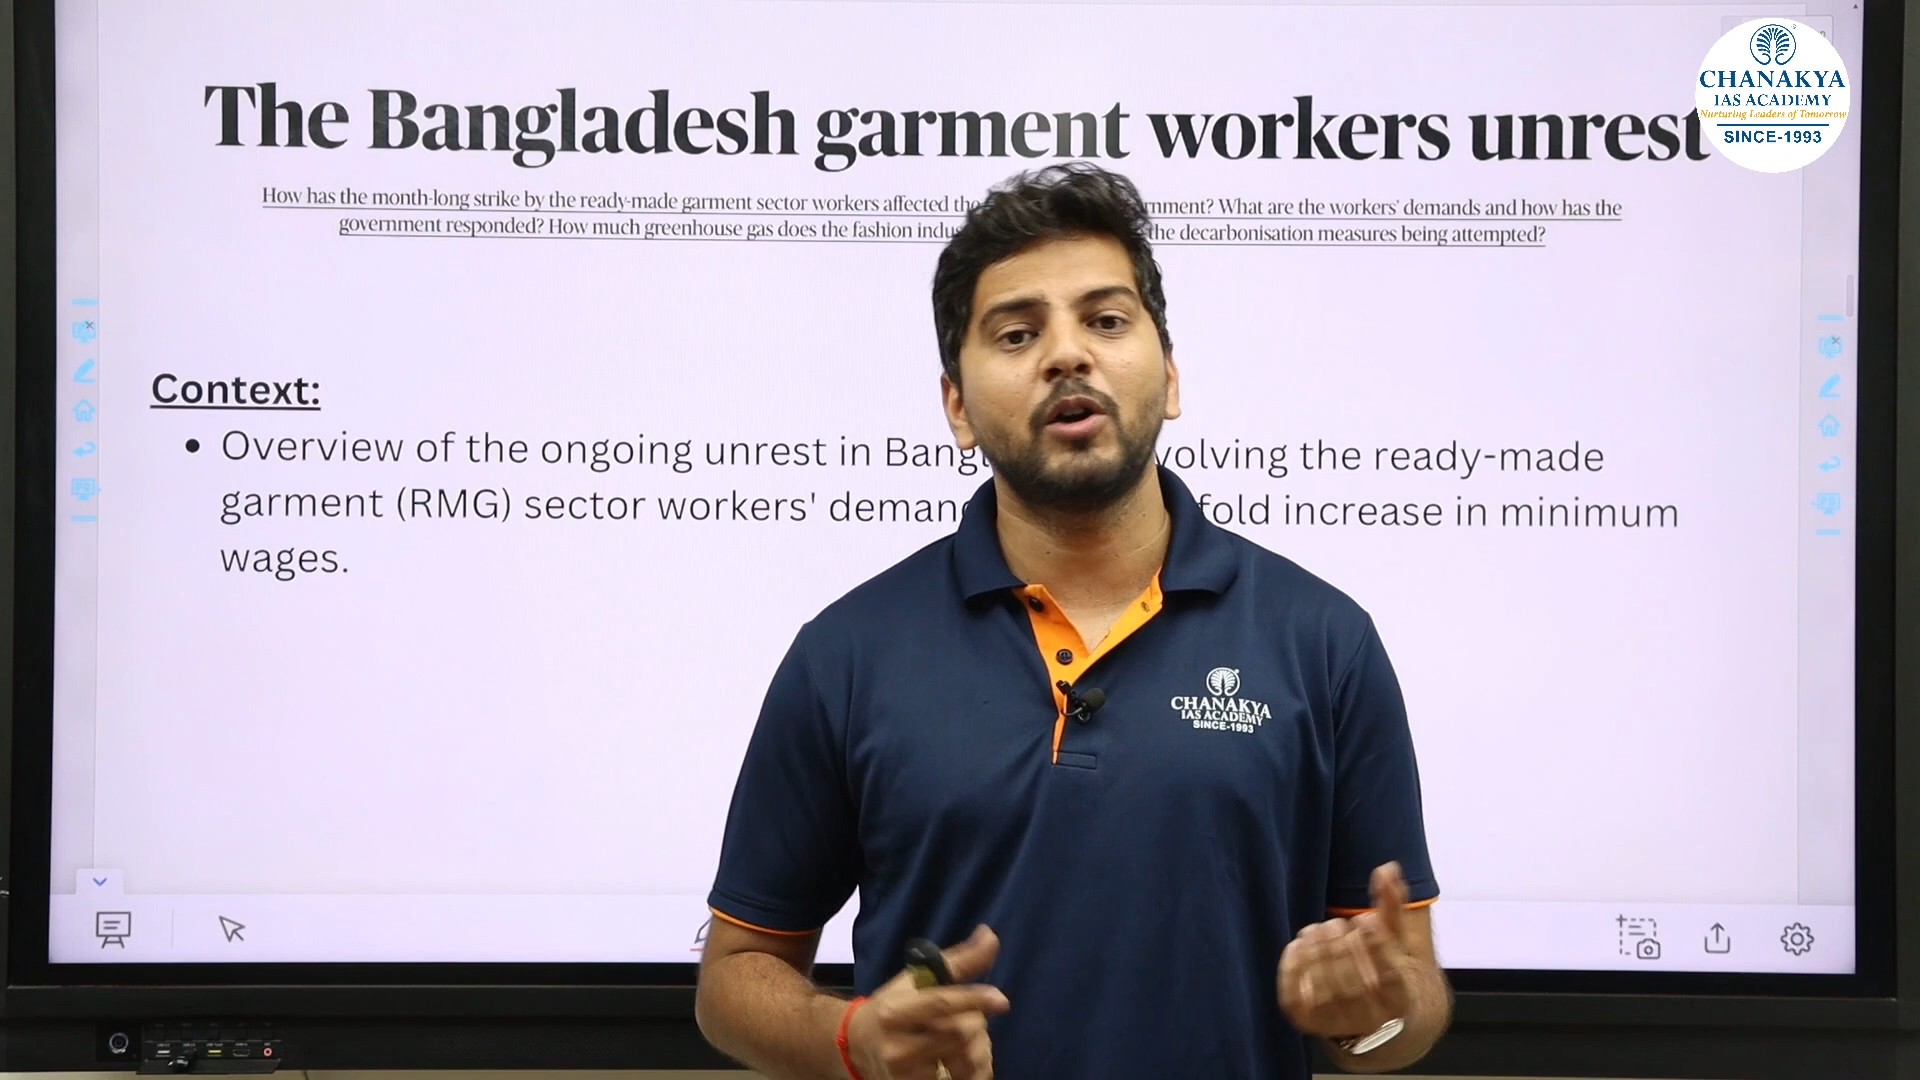 The Bangladesh garment workers unrest
How has the month-long strike by the ready-made garment sector workers affected the rnment? What are the workers' demands and how has the
government responded? How much greenhouse gas does the fashion indu the decarbonisation measures being attempted?
Context:
• Overview of the ongoing unrest in Bangl volving the ready-made
garment (RMG) sector workers' deman fold increase in minimum
wages.
CHANAKYA
IAS ACADEMY
Nurturing Leaders of Tomorrow
SINCE-1993
CHANAKYA
IAS ACADEMY
SINCE-1993